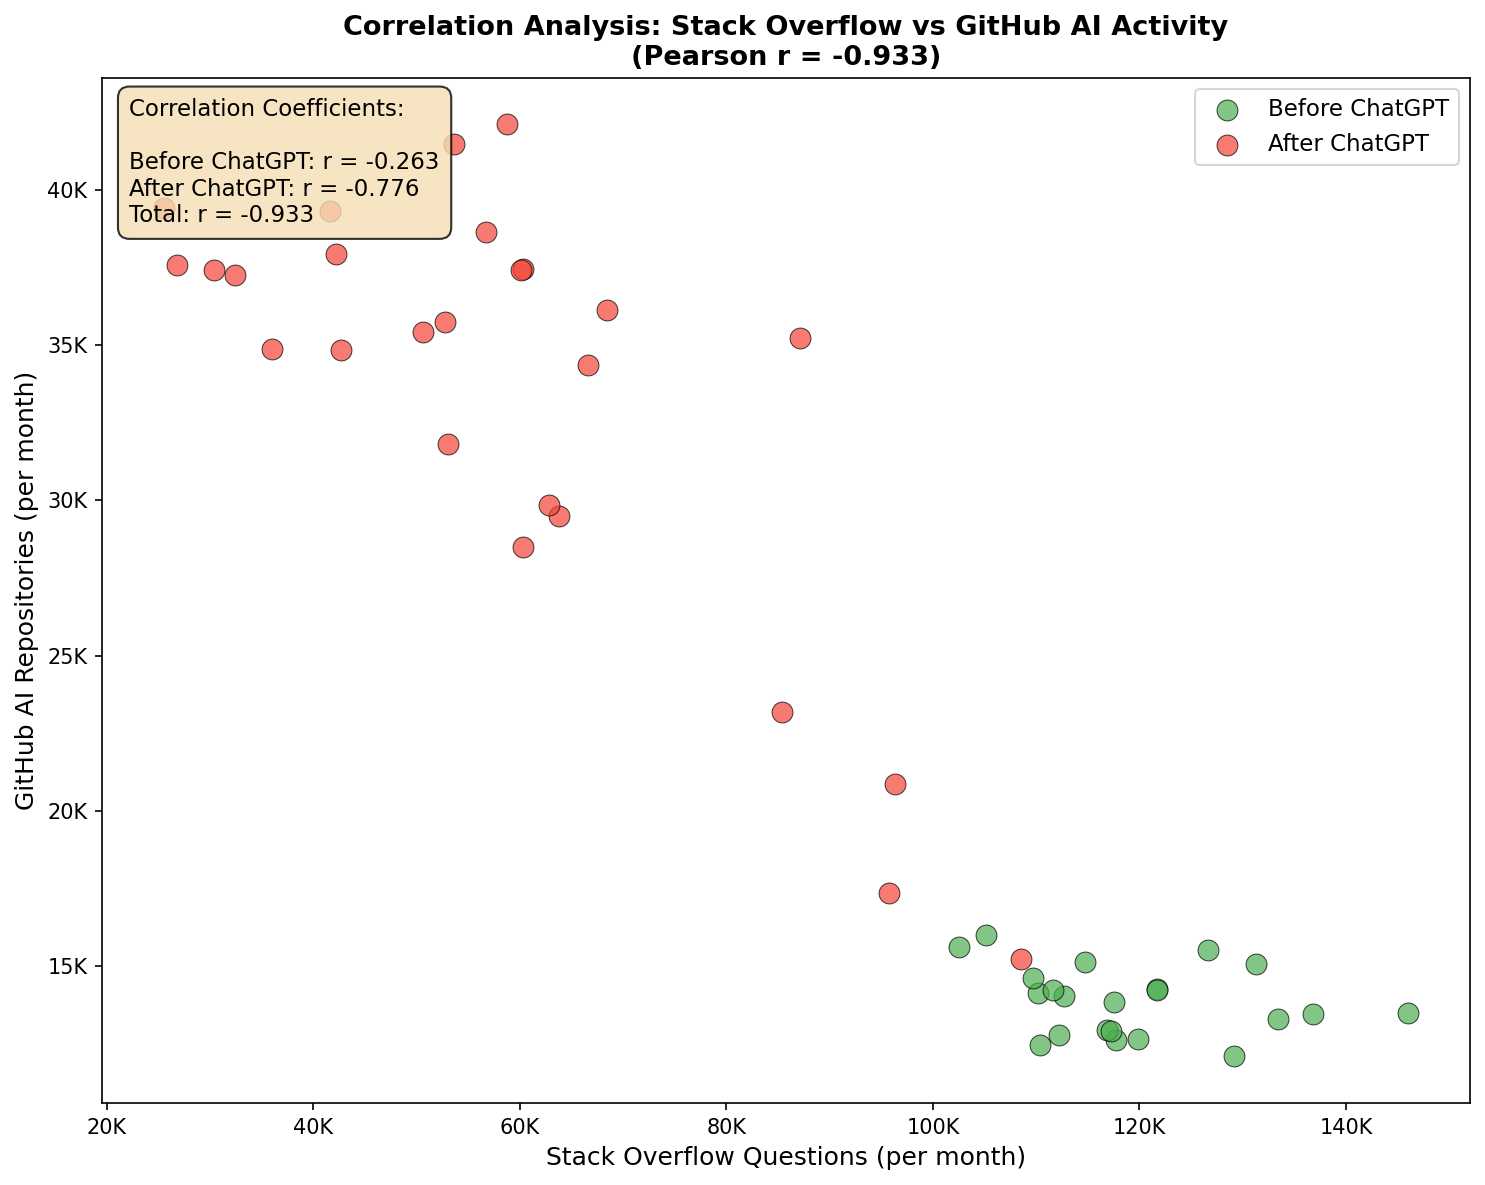 Correlation Analysis: Stack Overflow vs GitHub AI Activity
(Pearson r = -0.933)
Correlation Coefficients:
Before ChatGPT: r = -0.263
After ChatGPT: r = -0.776
Total: r = -0.933
Before ChatGPT
After ChatGPT
GitHub AI Repositories (per month)
40K
35K
30K
25K
20K
15K
20K
40K
60K
80K
100K
120K
140K
Stack Overflow Questions (per month)